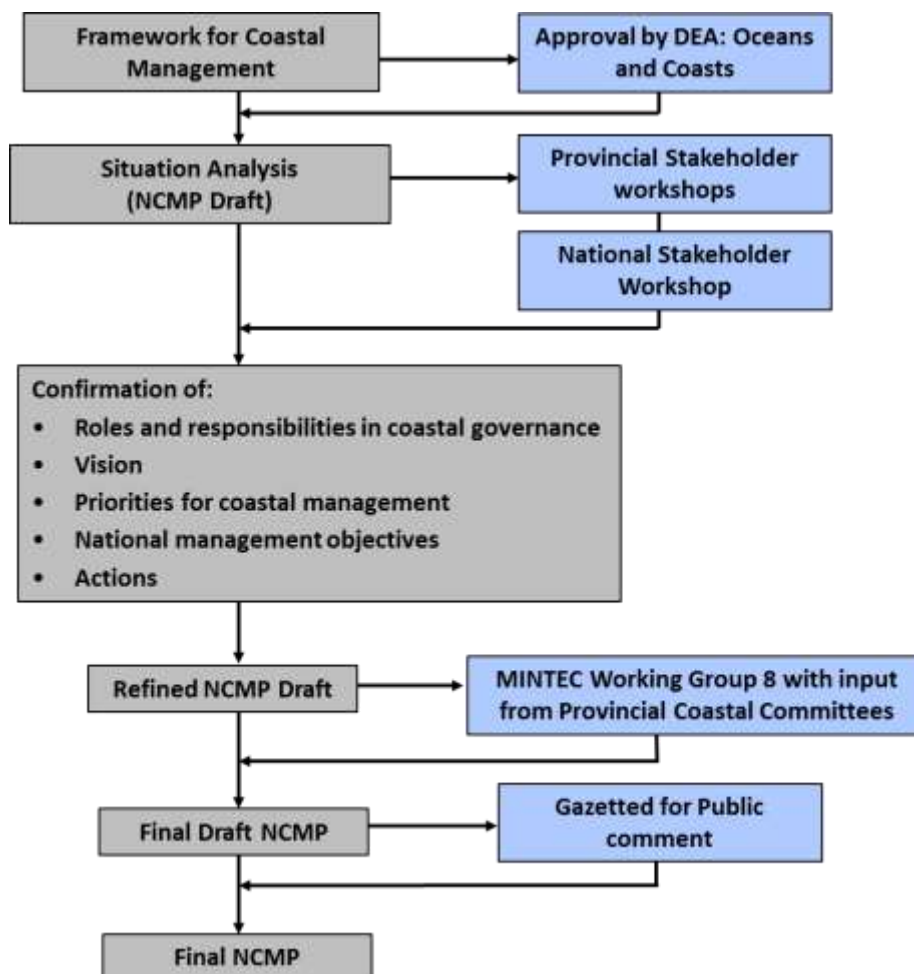 Framework for Coastal
Management
Approval by DEA: Oceans
and Coasts
Situation Analysis
(NCMP Draft)
Provincial Stakeholder
workshops
National Stakeholder
Workshop
Confirmation of:
• Roles and responsibilities in coastal governance
• Vision
• Priorities for coastal management
• National management objectives
• Actions
Refined NCMP Draft
MINTEC Working Group 8 with input
from Provincial Coastal Committees
Final Draft NCMP
Gazetted for Public
comment
Final NCMP